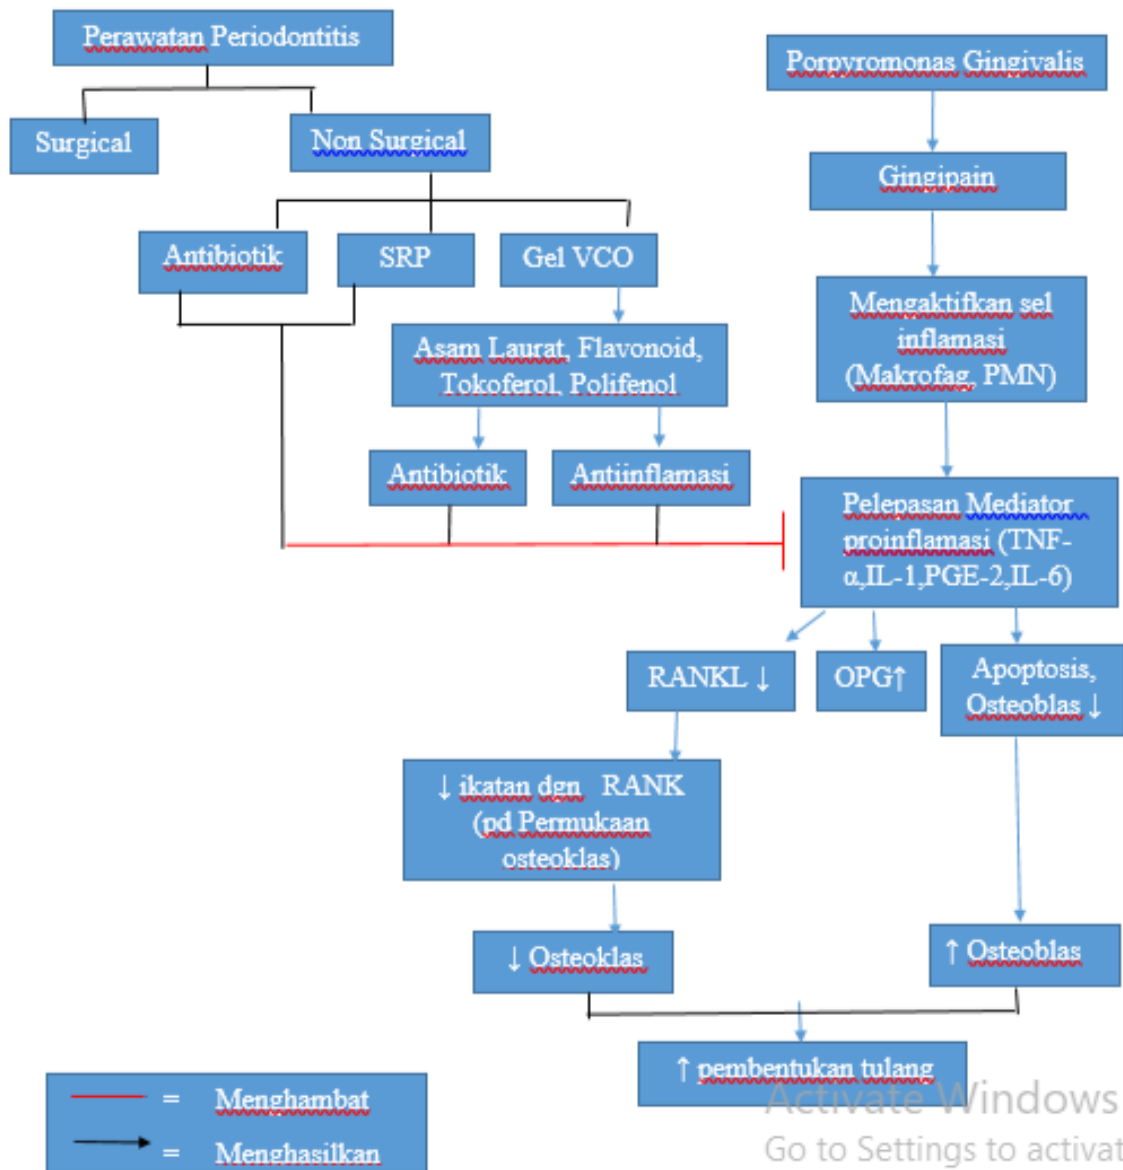 Perawatan Periodontitis
Porpyromonas Gingivalis
Surgical
Non Surgical
Gingipain
Antibiotik
SRP
Gel VCO
Mengaktifkan sel
inflamasi
(Makrofag, PMN)
Asam Laurat, Flavonoid,
Tokoferol, Polifenol
Antibiotik
Antiinflamasi
Pelepasan Mediator
proinflamasi (TNF-
α,IL-1,PGE-2,IL-6)
RANKL ↓
OPG↑
Apoptosis,
Osteoblas ↓
↓ ikatan dgn RANK
(pd Permukaan
osteoklas)
↓ Osteoklas
↑ Osteoblas
↑ pembentukan tulang
= Menghambat
= Menghasilkan
Activate Windows
Go to Settings to activat